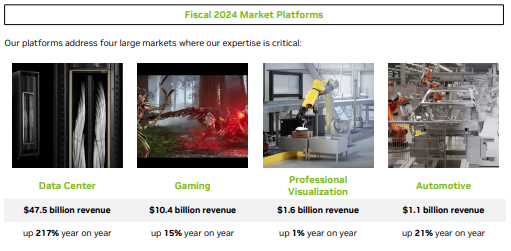 Fiscal 2024 Market Platforms
Our platforms address four large markets where our expertise is critical:
Data Center
Gaming
Professional
Visualization
Automotive
$47.5 billion revenue
$10.4 billion revenue
$1.6 billion revenue
$1.1 billion revenue
up 217% year on year
up 15% year on year
up 1% year on year
up 21% year on year